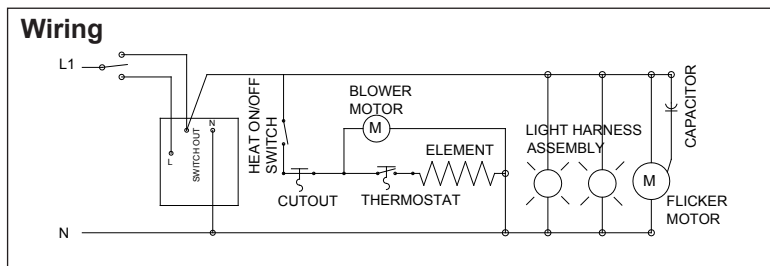 Wiring
L1
L
SWITCH OUT
N
HEAT ON/OFF
SWITCH
CUTOUT
BLOWER
MOTOR
M
THERMOSTAT
ELEMENT
LIGHT HARNESS
ASSEMBLY
CAPACITOR
M
FLICKER
MOTOR
N